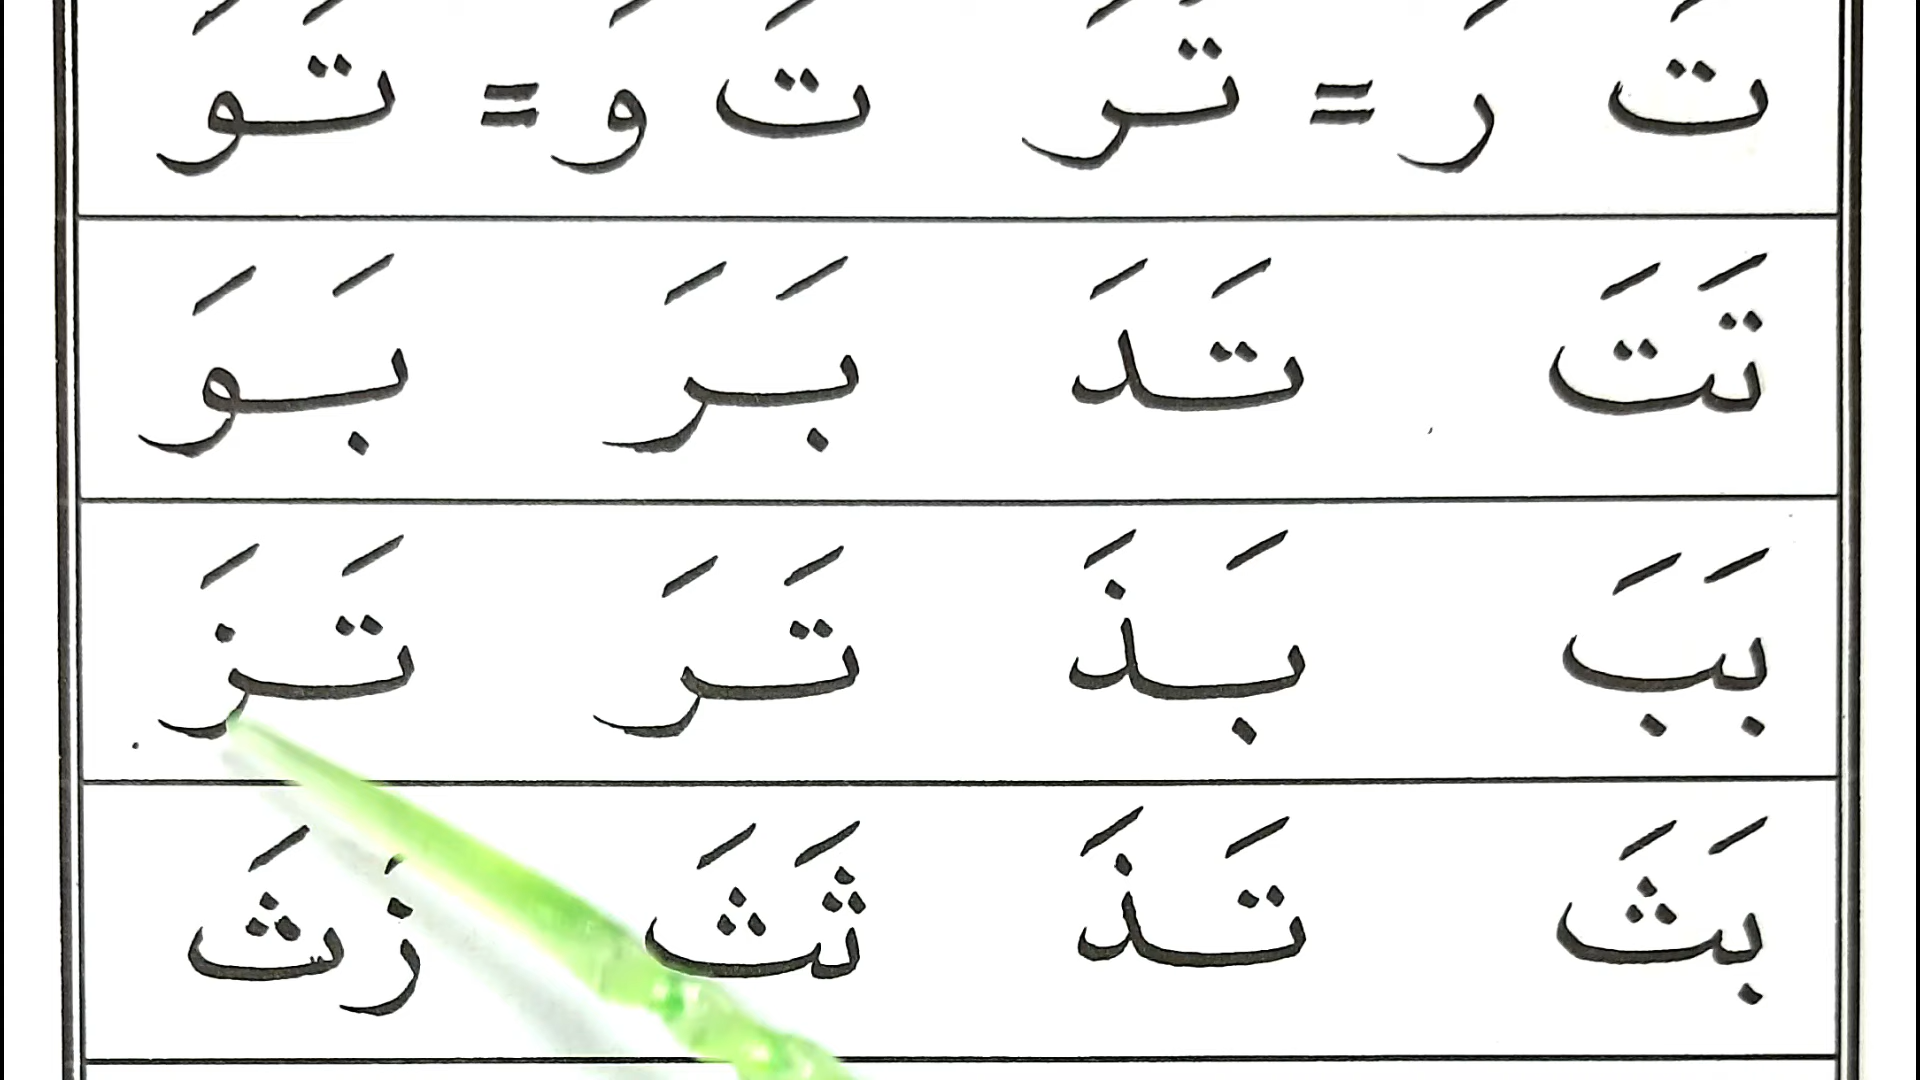 تَ رَ = تَرَ تَ وَ = تَوَ
تَتَ تَدَ بَرَ بَوَ
بَبَ بَذَ تَرَ تَزَ
بَثَ تَذَ ثَثَ زَثَ